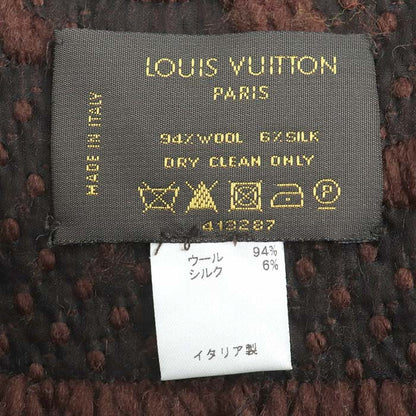 LOUIS VUITTON
PARIS
MADE IN ITALY
94% WOOL 6% SILK
DRY CLEAN ONLY
P
413287
ウール 94%
シルク 6%
イタリア製